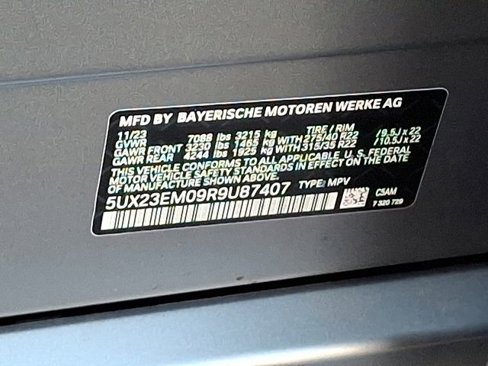 MFD BY BAYERISCHE MOTOREN WERKE AG
11/23 TIRE / RIM
GVWR 7088 lbs 3215 kg
GAWR FRONT 3230 lbs 1465 kg WITH 275/40 R22 / 9.5J x 22
GAWR REAR 4244 lbs 1925 kg WITH 315/35 R22 / 10.5J x 22
THIS VEHICLE CONFORMS TO ALL APPLICABLE FEDERAL
MOTOR VEHICLE SAFETY STANDARDS IN EFFECT ON THE
DATE OF MANUFACTURE SHOWN ABOVE.
5UX23EM09R9U87407 TYPE: MPV
C5AM
7 320 729